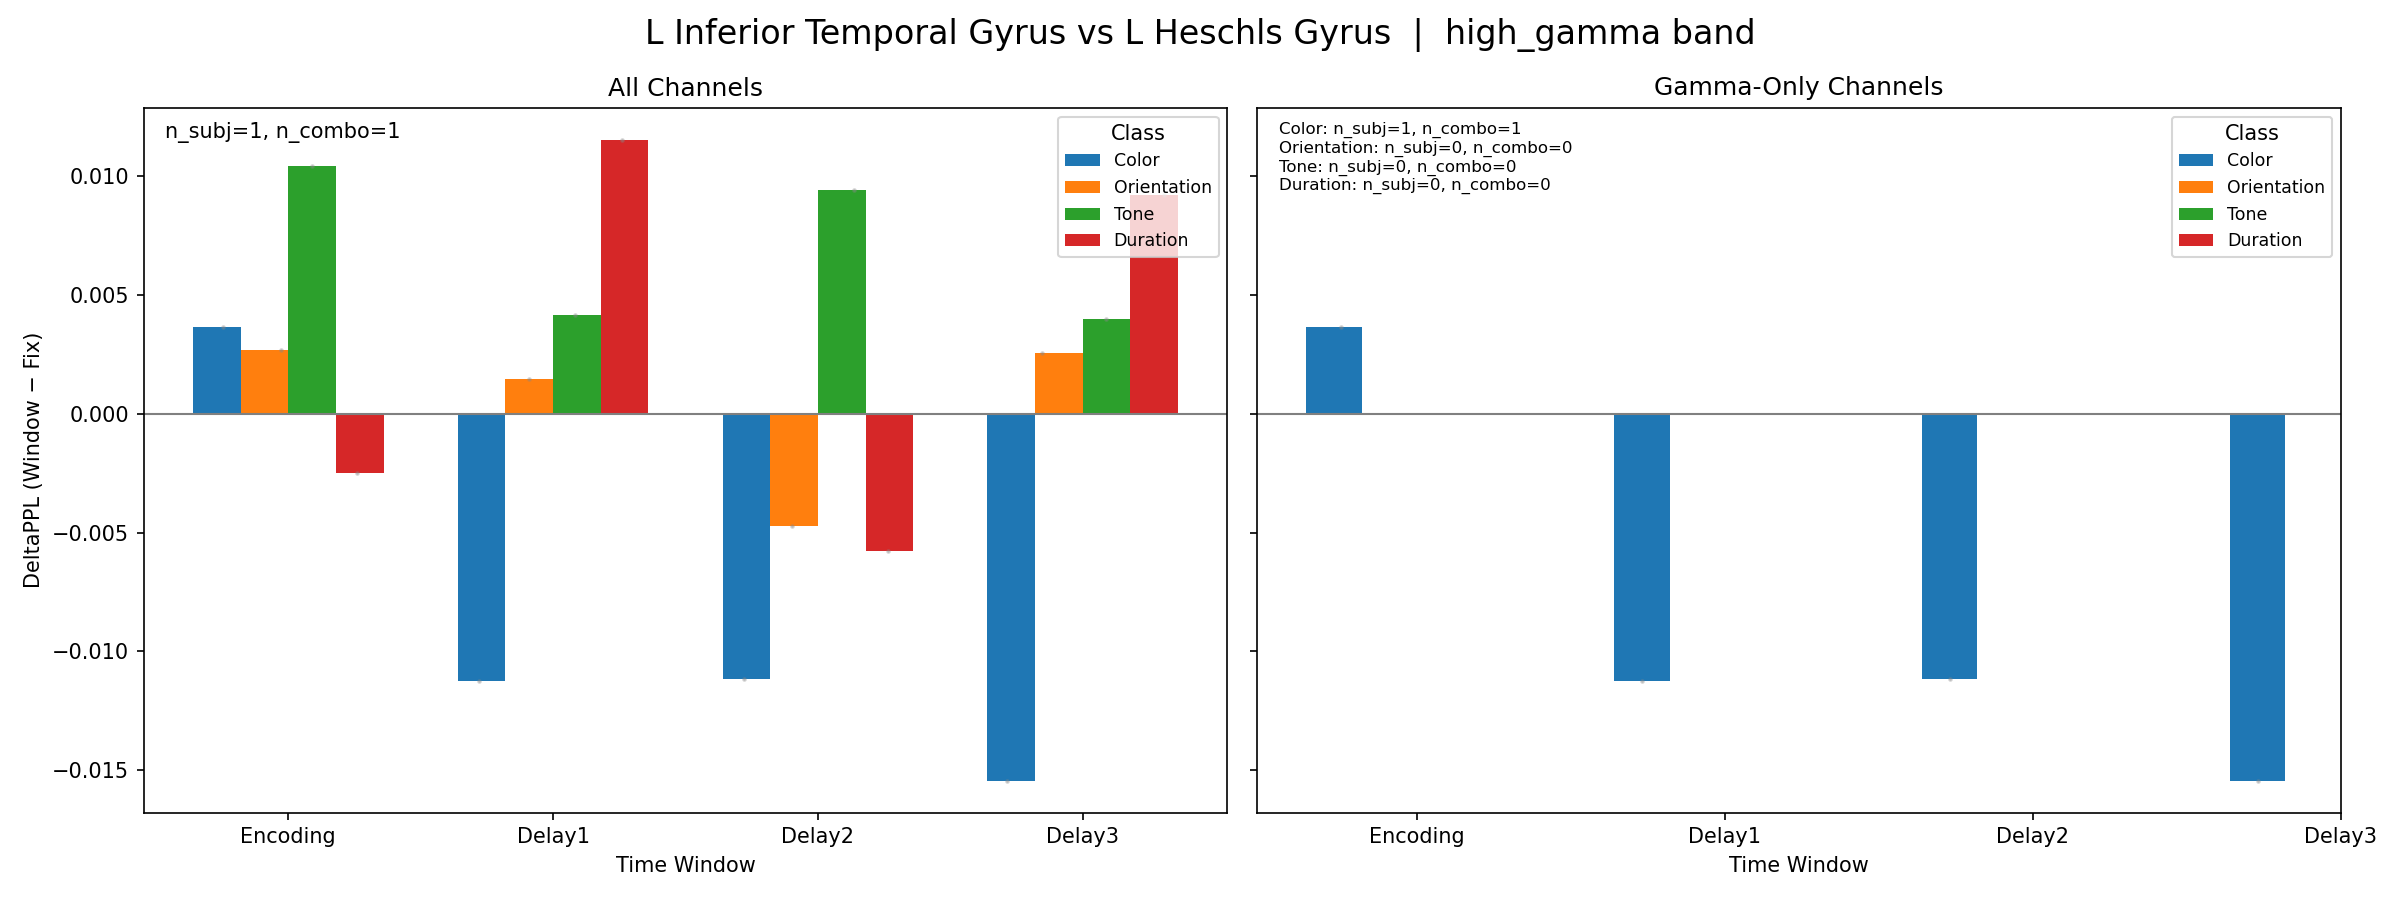 L Inferior Temporal Gyrus vs L Heschls Gyrus | high_gamma band
All Channels
n_subj=1, n_combo=1
Class
Color
Orientation
Tone
Duration
DeltaPPL (Window − Fix)
0.010
0.005
0.000
−0.005
−0.010
−0.015
Encoding
Delay1
Delay2
Delay3
Time Window
Gamma-Only Channels
Color: n_subj=1, n_combo=1
Orientation: n_subj=0, n_combo=0
Tone: n_subj=0, n_combo=0
Duration: n_subj=0, n_combo=0
Class
Color
Orientation
Tone
Duration
Encoding
Delay1
Delay2
Delay3
Time Window